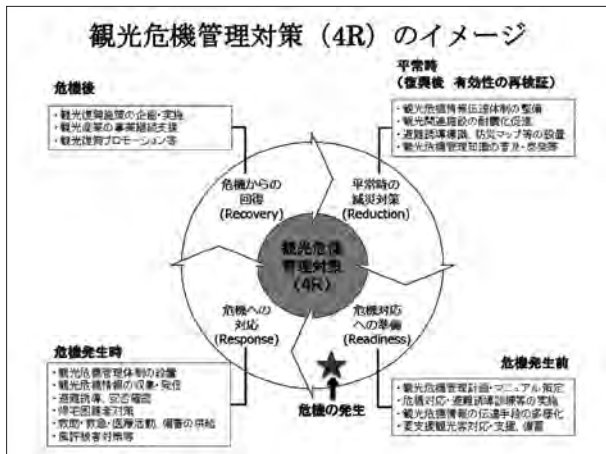 観光危機管理対策（4R）のイメージ
危機後
・観光復興施策の企画・実施
・観光産業の事業継続支援
・観光復興プロモーション等
平常時
（復興後　有効性の再検証）
・観光危機情報伝達体制の整備
・観光関連施設の耐震化促進
・避難誘導標識、防災マップ等の設置
・観光危機管理知識の普及・啓発等
危機からの
回復
(Recovery)
平常時の
減災対策
(Reduction)
観光危機
管理対策
(4R)
危機への
対応
(Response)
危機対応
への準備
(Readiness)
危機発生時
・観光危機管理体制の設置
・観光危機情報の収集・発信
・避難誘導、安否確認
・帰宅困難者対策
・救助・救急・医療活動、備蓄の供給
・風評被害対策等
危機の発生
危機発生前
・観光危機管理計画・マニュアル策定
・危機対応・避難誘導訓練等の実施
・観光危機情報の伝達手段の多様化
・要支援観光客対応・支援、備蓄